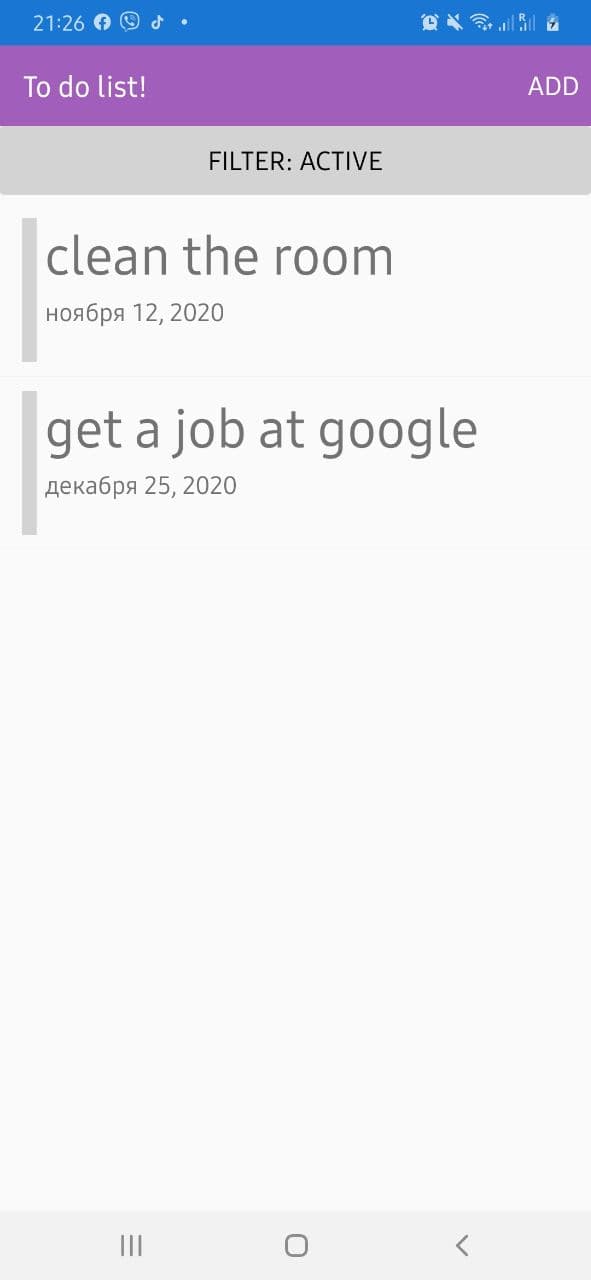 21:26
To do list!
ADD
FILTER: ACTIVE
clean the room
ноября 12, 2020
get a job at google
декабря 25, 2020